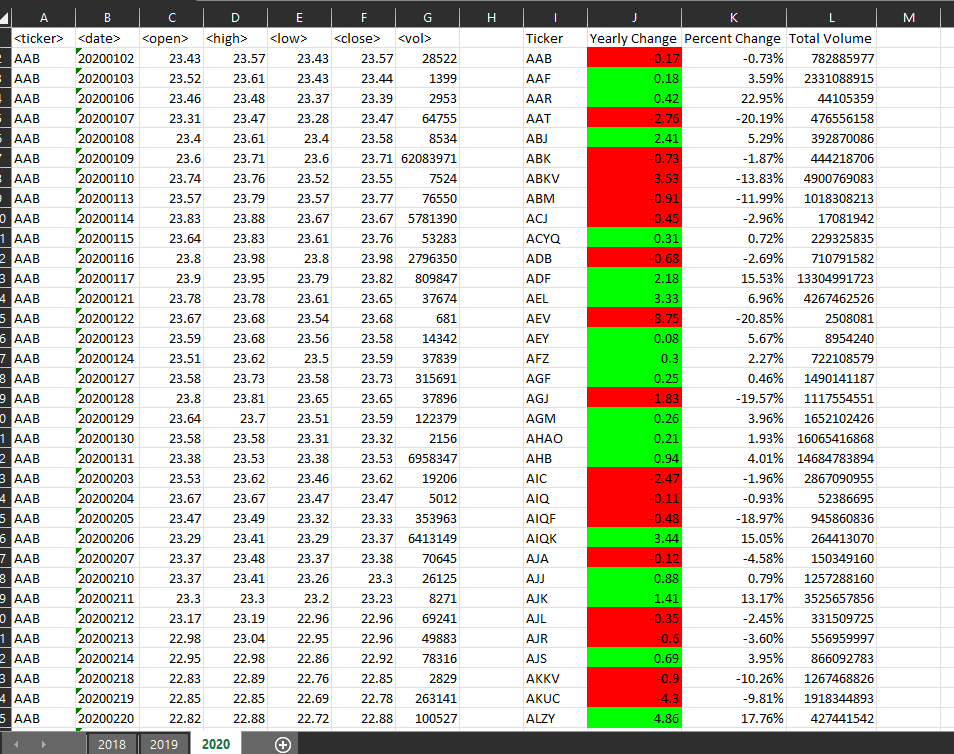 A B C D E F G H I J K L M
<ticker> <date> <open> <high> <low> <close> <vol> Ticker Yearly Change Percent Change Total Volume
2 AAB 20200102 23.43 23.57 23.43 23.57 28522 AAB -0.17 -0.73% 782885977
3 AAB 20200103 23.52 23.61 23.43 23.44 1399 AAF 0.18 3.59% 2331088915
4 AAB 20200106 23.46 23.48 23.37 23.39 2953 AAR 0.42 22.95% 44105359
5 AAB 20200107 23.31 23.47 23.28 23.47 64755 AAT -2.76 -20.19% 476556158
AAB 20200108 23.4 23.61 23.4 23.58 8534 ABJ 2.41 5.29% 392870086
7 AAB 20200109 23.6 23.71 23.6 23.71 62083971 ABK -0.73 -1.87% 444218706
8 AAB 20200110 23.74 23.76 23.52 23.55 7524 ABKV -3.53 -13.83% 4900769083
9 AAB 20200113 23.57 23.79 23.57 23.77 76550 ABM -0.91 -11.99% 1018308213
0 AAB 20200114 23.83 23.88 23.67 23.67 5781390 ACJ -0.45 -2.96% 17081942
1 AAB 20200115 23.64 23.83 23.61 23.76 53283 ACYQ 0.31 0.72% 229325835
2 AAB 20200116 23.8 23.98 23.8 23.98 2796350 ADB -0.68 -2.69% 710791582
3 AAB 20200117 23.9 23.95 23.79 23.82 809847 ADF 2.18 15.53% 13304991723
4 AAB 20200121 23.78 23.78 23.61 23.65 37674 AEL 3.33 6.96% 4267462526
5 AAB 20200122 23.67 23.68 23.54 23.68 681 AEV -8.75 -20.85% 2508081
6 AAB 20200123 23.59 23.68 23.56 23.58 14342 AEY 0.08 5.67% 8954240
7 AAB 20200124 23.51 23.62 23.5 23.59 37839 AFZ 0.3 2.27% 722108579
8 AAB 20200127 23.58 23.73 23.58 23.73 315691 AGF 0.25 0.46% 1490141187
9 AAB 20200128 23.8 23.81 23.65 23.65 37896 AGJ -1.83 -19.57% 1117554551
0 AAB 20200129 23.64 23.7 23.51 23.59 122379 AGM 0.26 3.96% 1652102426
1 AAB 20200130 23.58 23.58 23.31 23.32 2156 AHAO 0.21 1.93% 16065416868
2 AAB 20200131 23.38 23.53 23.38 23.53 6958347 AHB 0.94 4.01% 14684783894
3 AAB 20200203 23.53 23.62 23.46 23.62 19206 AIC -2.47 -1.96% 2867090955
4 AAB 20200204 23.67 23.67 23.47 23.47 5012 AIQ -0.11 -0.93% 52386695
5 AAB 20200205 23.47 23.49 23.32 23.33 353963 AIQF -0.48 -18.97% 945860836
6 AAB 20200206 23.29 23.41 23.29 23.37 6413149 AIQK 3.44 15.05% 264413070
7 AAB 20200207 23.37 23.48 23.37 23.38 70645 AJA -0.12 -4.58% 150349160
8 AAB 20200210 23.37 23.41 23.26 23.3 26125 AJJ 0.88 0.79% 1257288160
9 AAB 20200211 23.3 23.3 23.2 23.23 8271 AJK 1.41 13.17% 3525657856
0 AAB 20200212 23.17 23.19 22.96 22.96 69241 AJL -0.35 -2.45% 331509725
1 AAB 20200213 22.98 23.04 22.95 22.96 49883 AJR -0.6 -3.60% 556959997
2 AAB 20200214 22.95 22.98 22.86 22.92 78316 AJS 0.69 3.95% 866092783
3 AAB 20200218 22.83 22.89 22.76 22.85 2829 AKKV -0.9 -10.26% 1267468826
4 AAB 20200219 22.85 22.85 22.69 22.78 263141 AKUC -4.3 -9.81% 1918344893
5 AAB 20200220 22.82 22.88 22.72 22.88 100527 ALZY 4.86 17.76% 427441542
2018 2019 2020